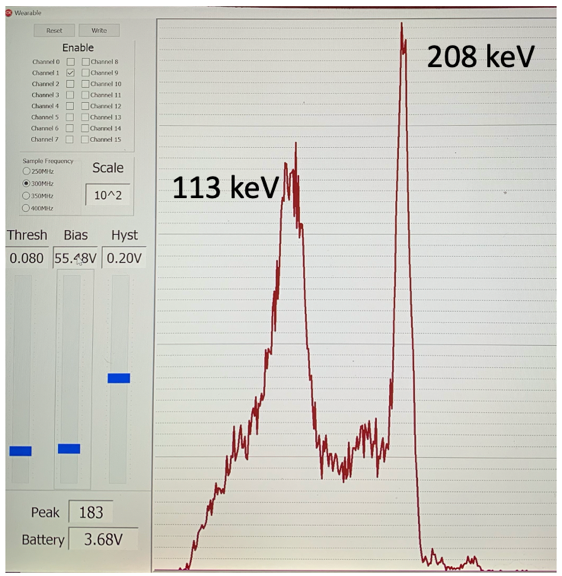 Wearable
Reset Write
Enable
Channel 0 Channel 8
Channel 1 Channel 9
Channel 2 Channel 10
Channel 3 Channel 11
Channel 4 Channel 12
Channel 5 Channel 13
Channel 6 Channel 14
Channel 7 Channel 15
Sample Frequency
250MHz
300MHz
350MHz
400MHz
Scale
10^2
Thresh Bias Hyst
0.080 55.48V 0.20V
Peak 183
Battery 3.68V
113 keV
208 keV